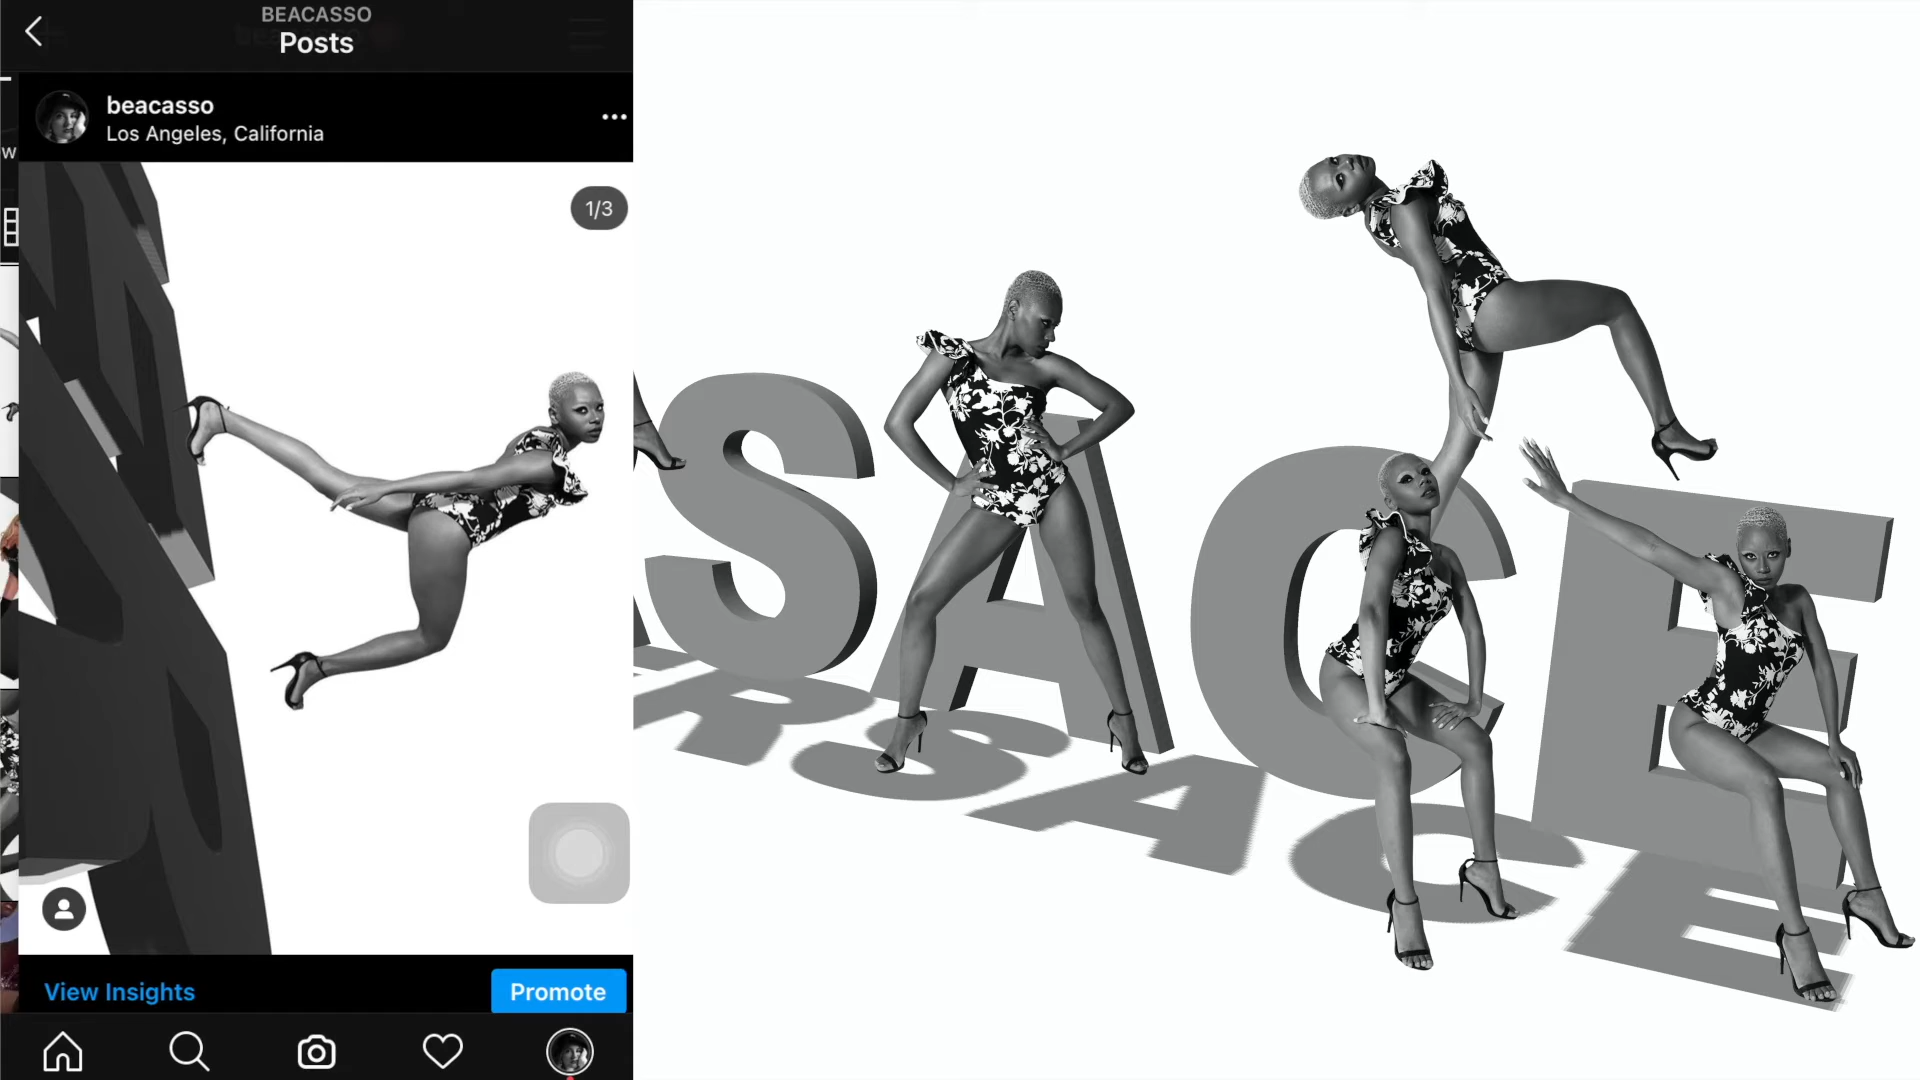 BEACASSO
Posts
beacasso
Los Angeles, California
1/3
View Insights
Promote
SACE